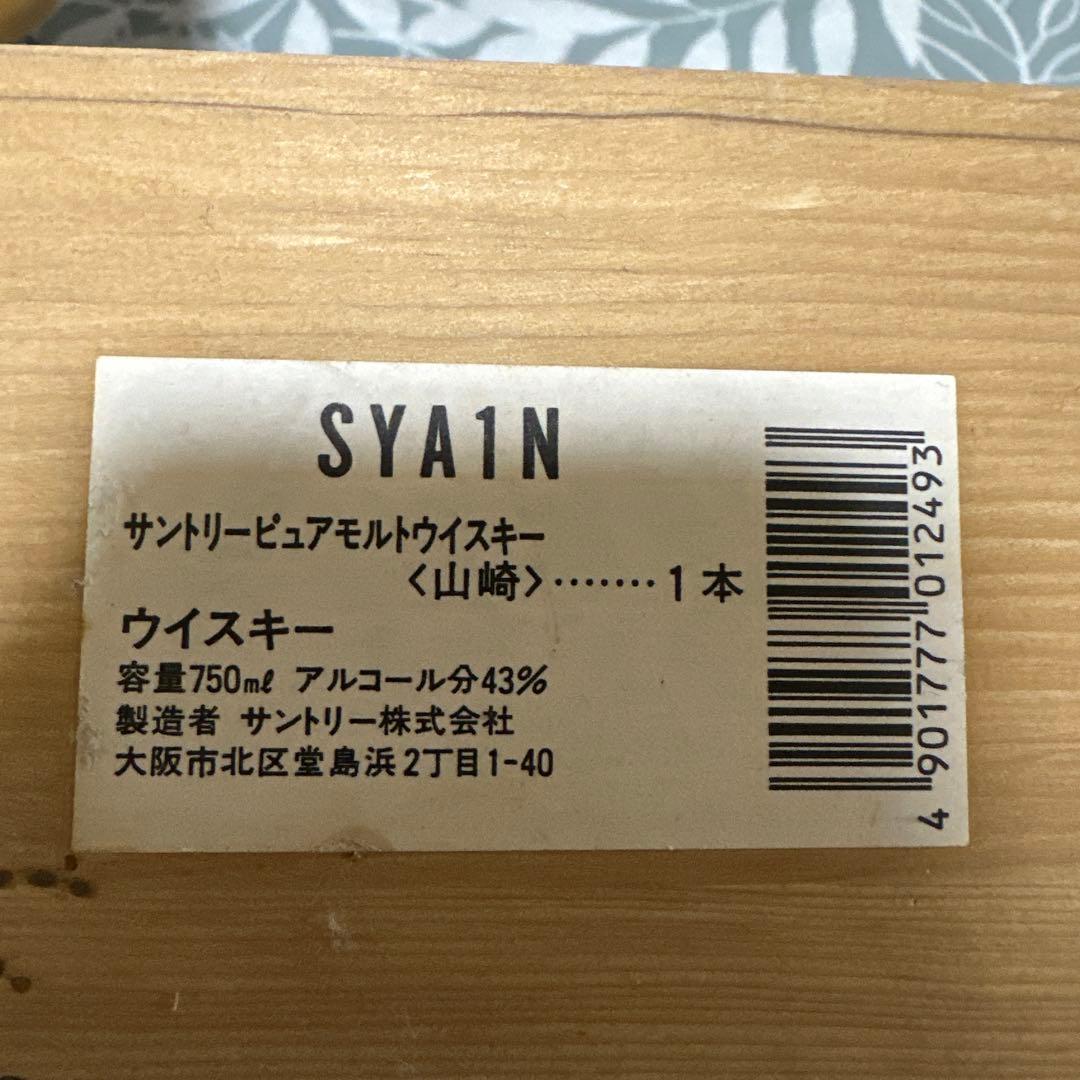 SYA1N
サントリーピュアモルトウイスキー
〈山崎〉‥‥‥‥1本
ウイスキー
容量750㎖ アルコール分43%
製造者 サントリー株式会社
大阪市北区堂島浜2丁目1-40
4 901777 012493